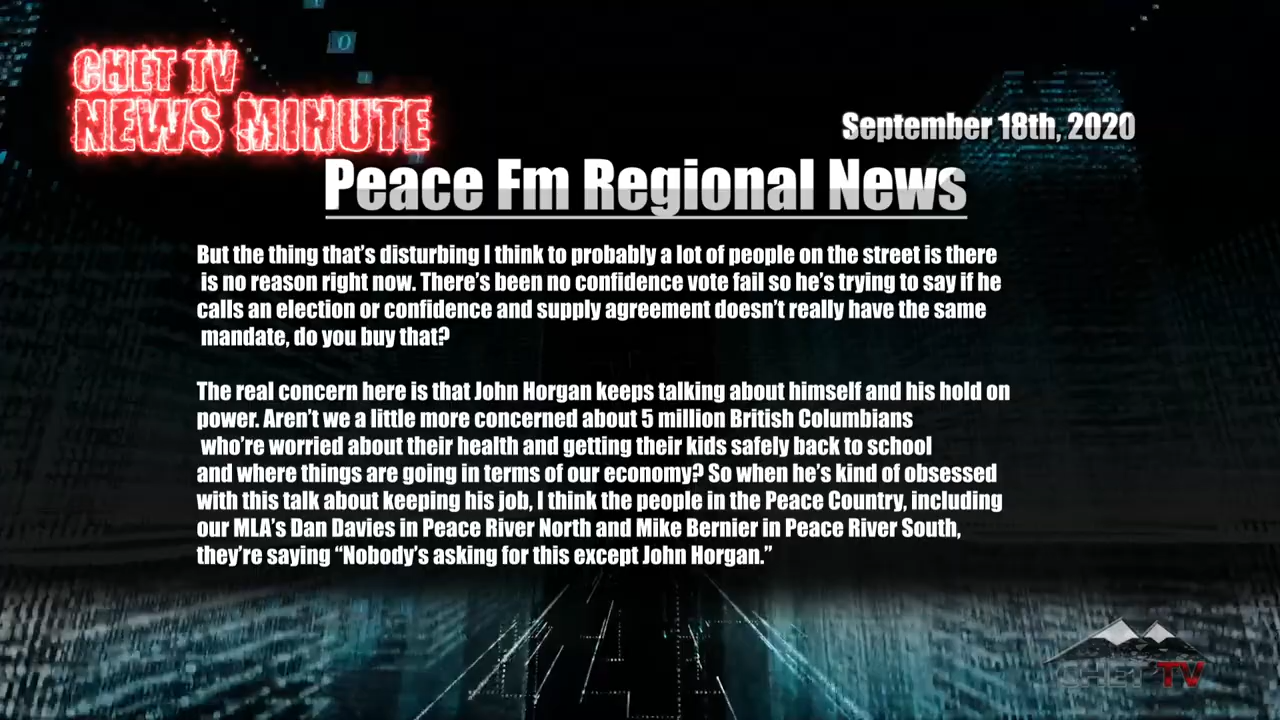 CHET TV
NEWS MINUTE
September 18th, 2020
Peace Fm Regional News
But the thing that's disturbing I think to probably a lot of people on the street is there
is no reason right now. There's been no confidence vote fail so he's trying to say if he
calls an election or confidence and supply agreement doesn't really have the same
mandate, do you buy that?
The real concern here is that John Horgan keeps talking about himself and his hold on
power. Aren't we a little more concerned about 5 million British Columbians
who're worried about their health and getting their kids safely back to school
and where things are going in terms of our economy? So when he's kind of obsessed
with this talk about keeping his job, I think the people in the Peace Country, including
our MLA's Dan Davies in Peace River North and Mike Bernier in Peace River South,
they're saying “Nobody's asking for this except John Horgan.”
CHET TV